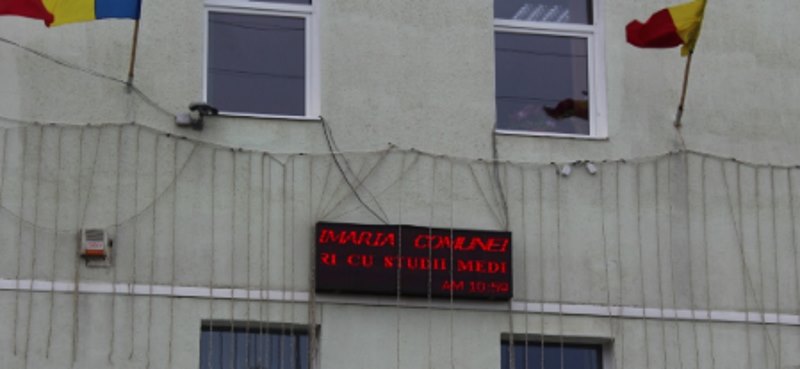 IMARIA COMUNEI
RI CU STUDII MEDI
AM 10:59